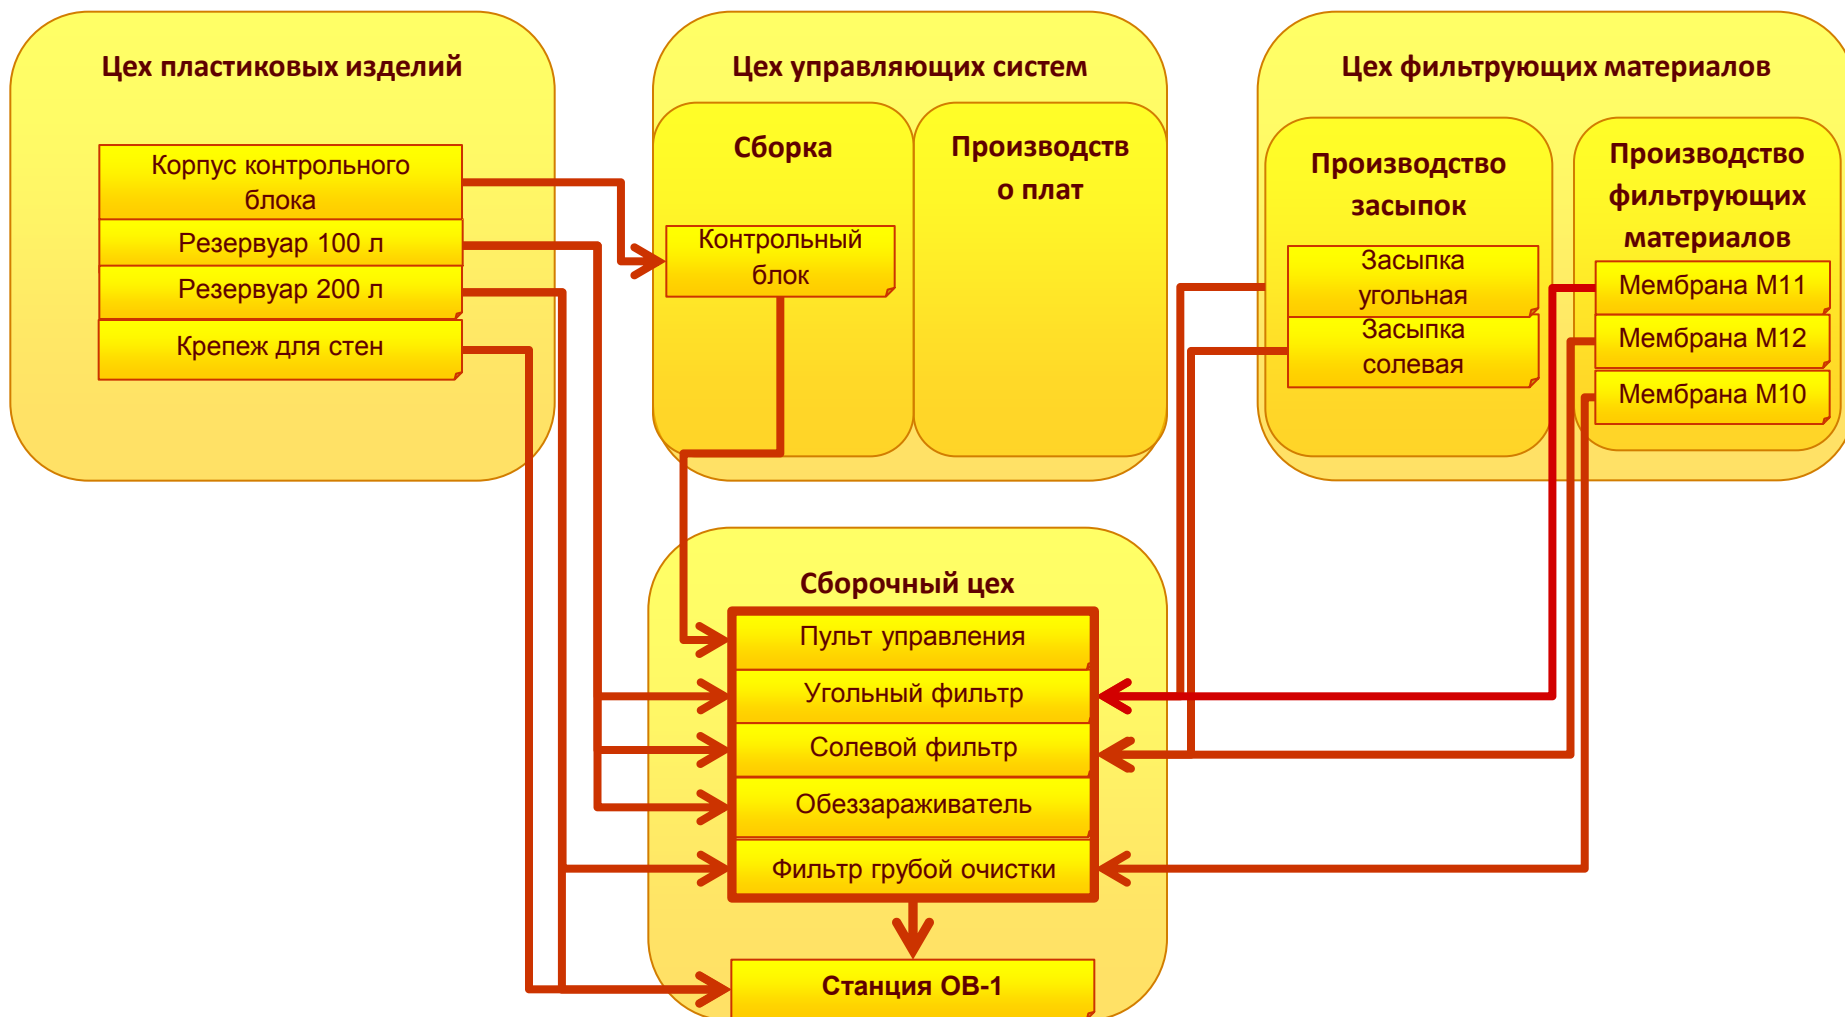 Цех пластиковых изделий
Корпус контрольного
блока
Резервуар 100 л
Резервуар 200 л
Крепеж для стен
Цех управляющих систем
Сборка
Контрольный
блок
Производств
о плат
Цех фильтрующих материалов
Производство
засыпок
Засыпка
угольная
Засыпка
солевая
Производство
фильтрующих
материалов
Мембрана М11
Мембрана М12
Мембрана М10
Сборочный цех
Пульт управления
Угольный фильтр
Солевой фильтр
Обеззараживатель
Фильтр грубой очистки
Станция ОВ-1